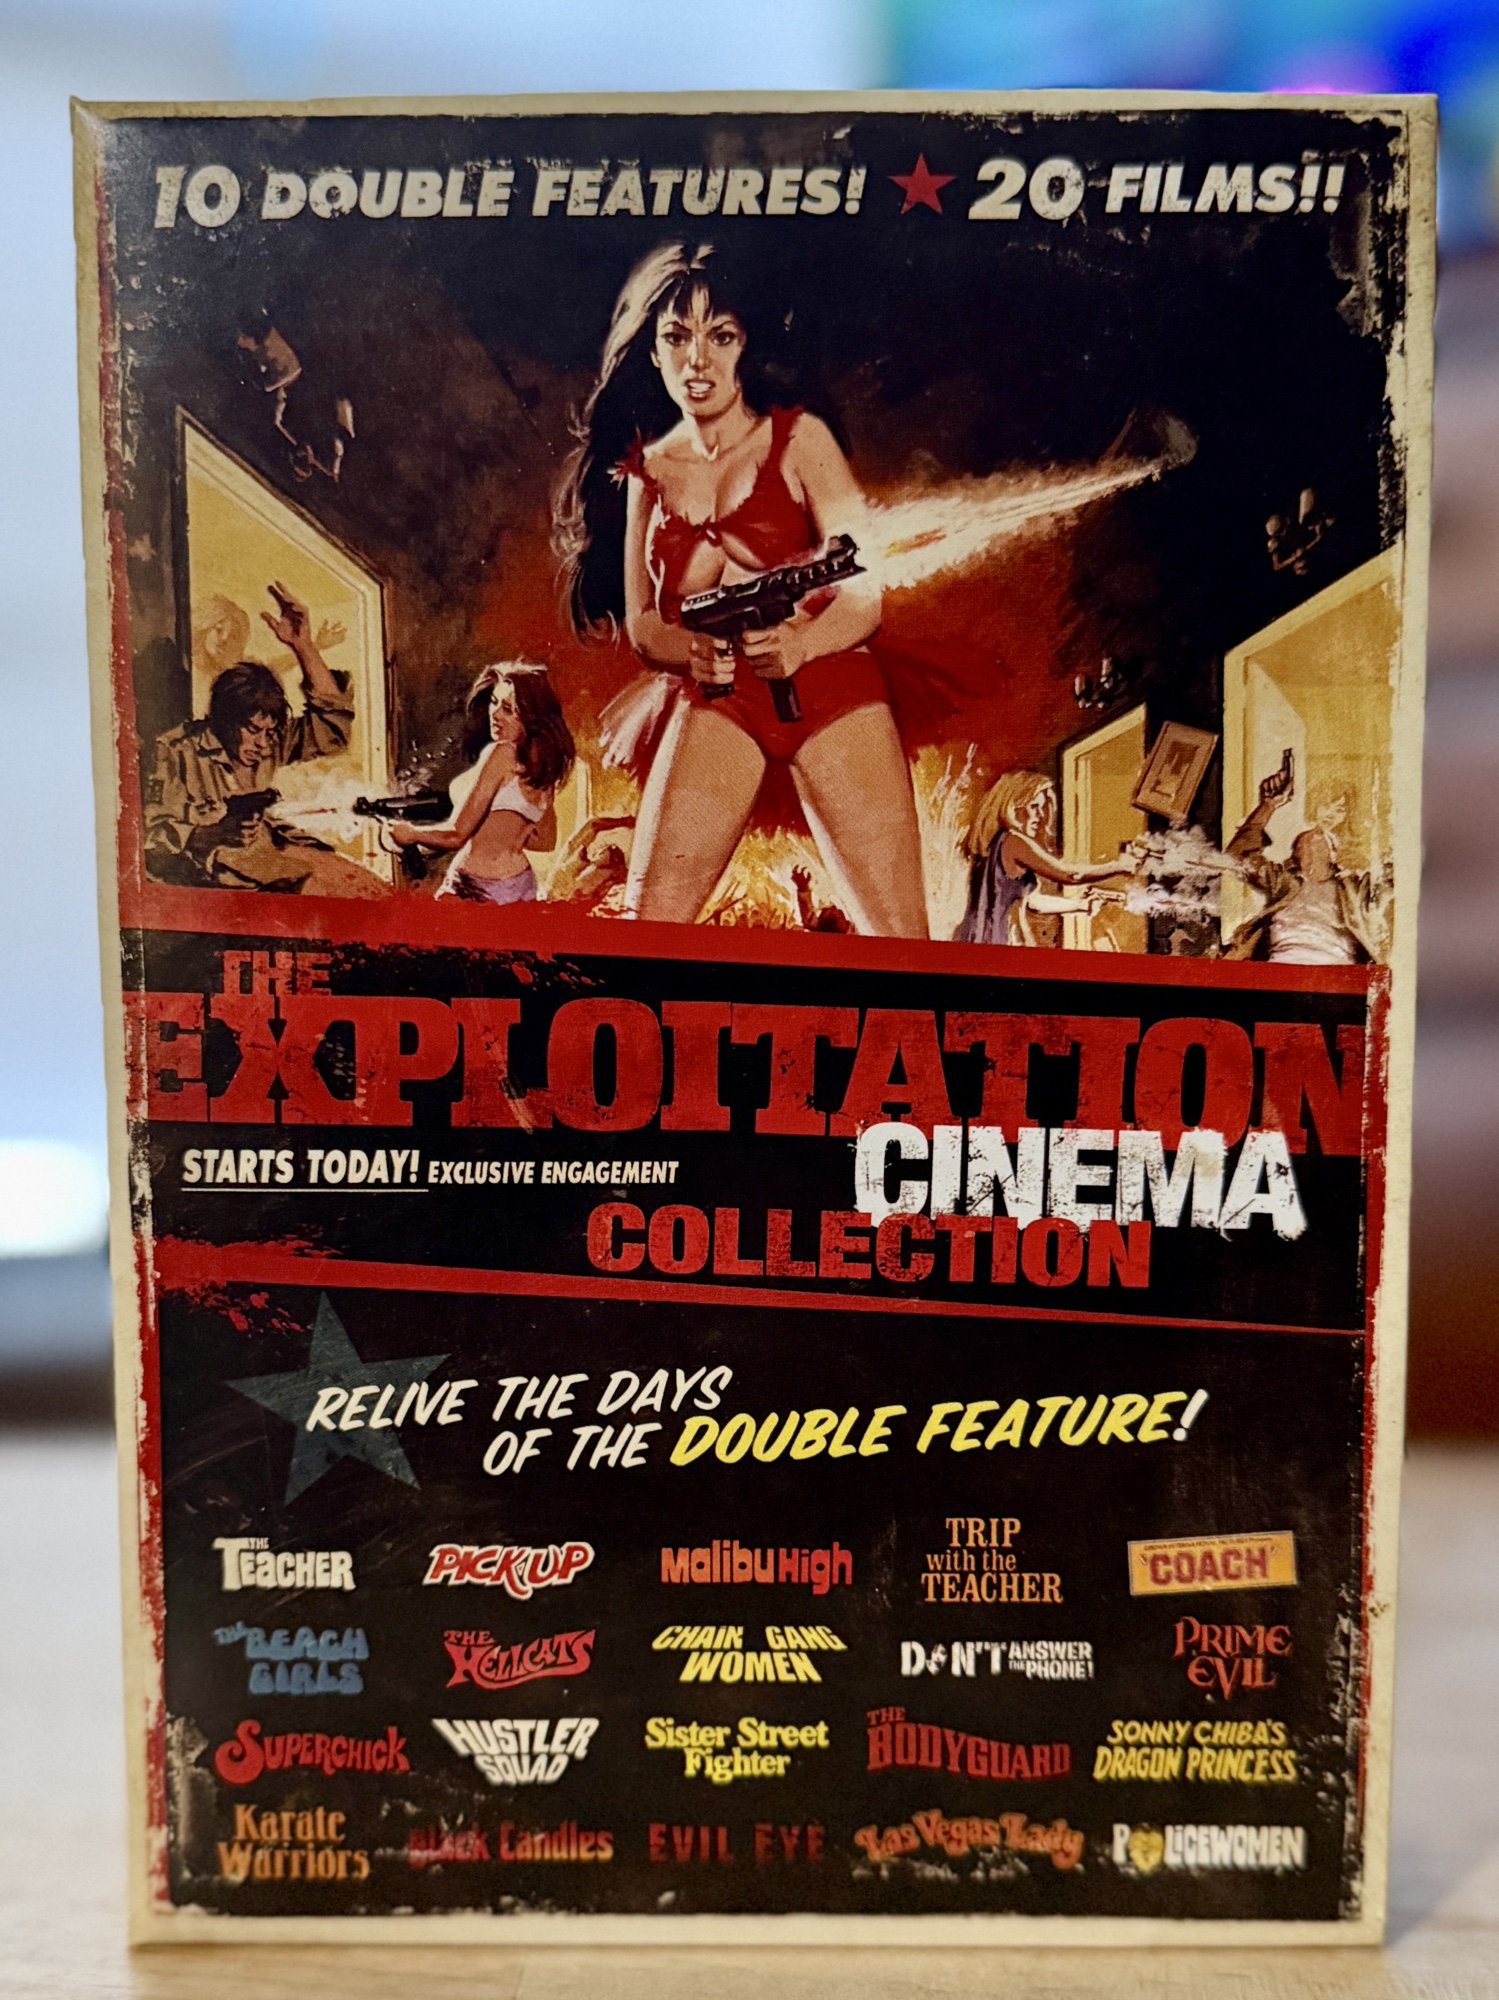 10 DOUBLE FEATURES! ★ 20 FILMS!!
THE
EXPLOITATION
CINEMA
STARTS TODAY! EXCLUSIVE ENGAGEMENT
COLLECTION
RELIVE THE DAYS
OF THE DOUBLE FEATURE!
THE
TEACHER
PICK-UP
Malibu High
TRIP
with the
TEACHER
"COACH"
THE BEACH
GIRLS
THE
HELLCATS
CHAIN GANG
WOMEN
DON'T ANSWER
THE PHONE!
PRIME
EVIL
SUPERCHICK
HUSTLER
SQUAD
Sister Street
Fighter
THE
BODYGUARD
SONNY CHIBA'S
DRAGON PRINCESS
Karate
Warriors
Black Candles
EVIL EYE
Las Vegas Lady
POLICEWOMEN